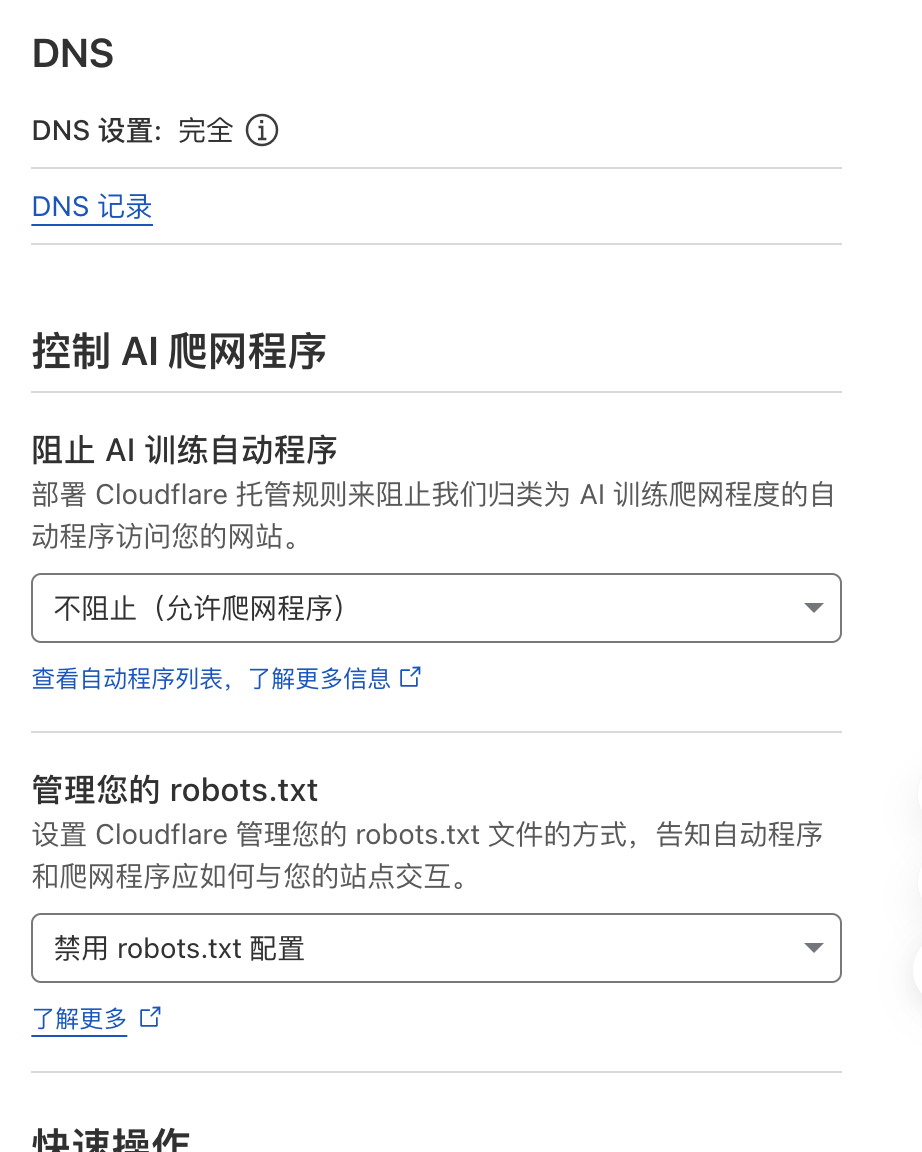 DNS
DNS 设置: 完全
DNS 记录
控制 AI 爬网程序
阻止 AI 训练自动程序
部署 Cloudflare 托管规则来阻止我们归类为 AI 训练爬网程度的自
动程序访问您的网站。
不阻止（允许爬网程序）
查看自动程序列表，了解更多信息
管理您的 robots.txt
设置 Cloudflare 管理您的 robots.txt 文件的方式，告知自动程序
和爬网程序应如何与您的站点交互。
禁用 robots.txt 配置
了解更多
快速操作